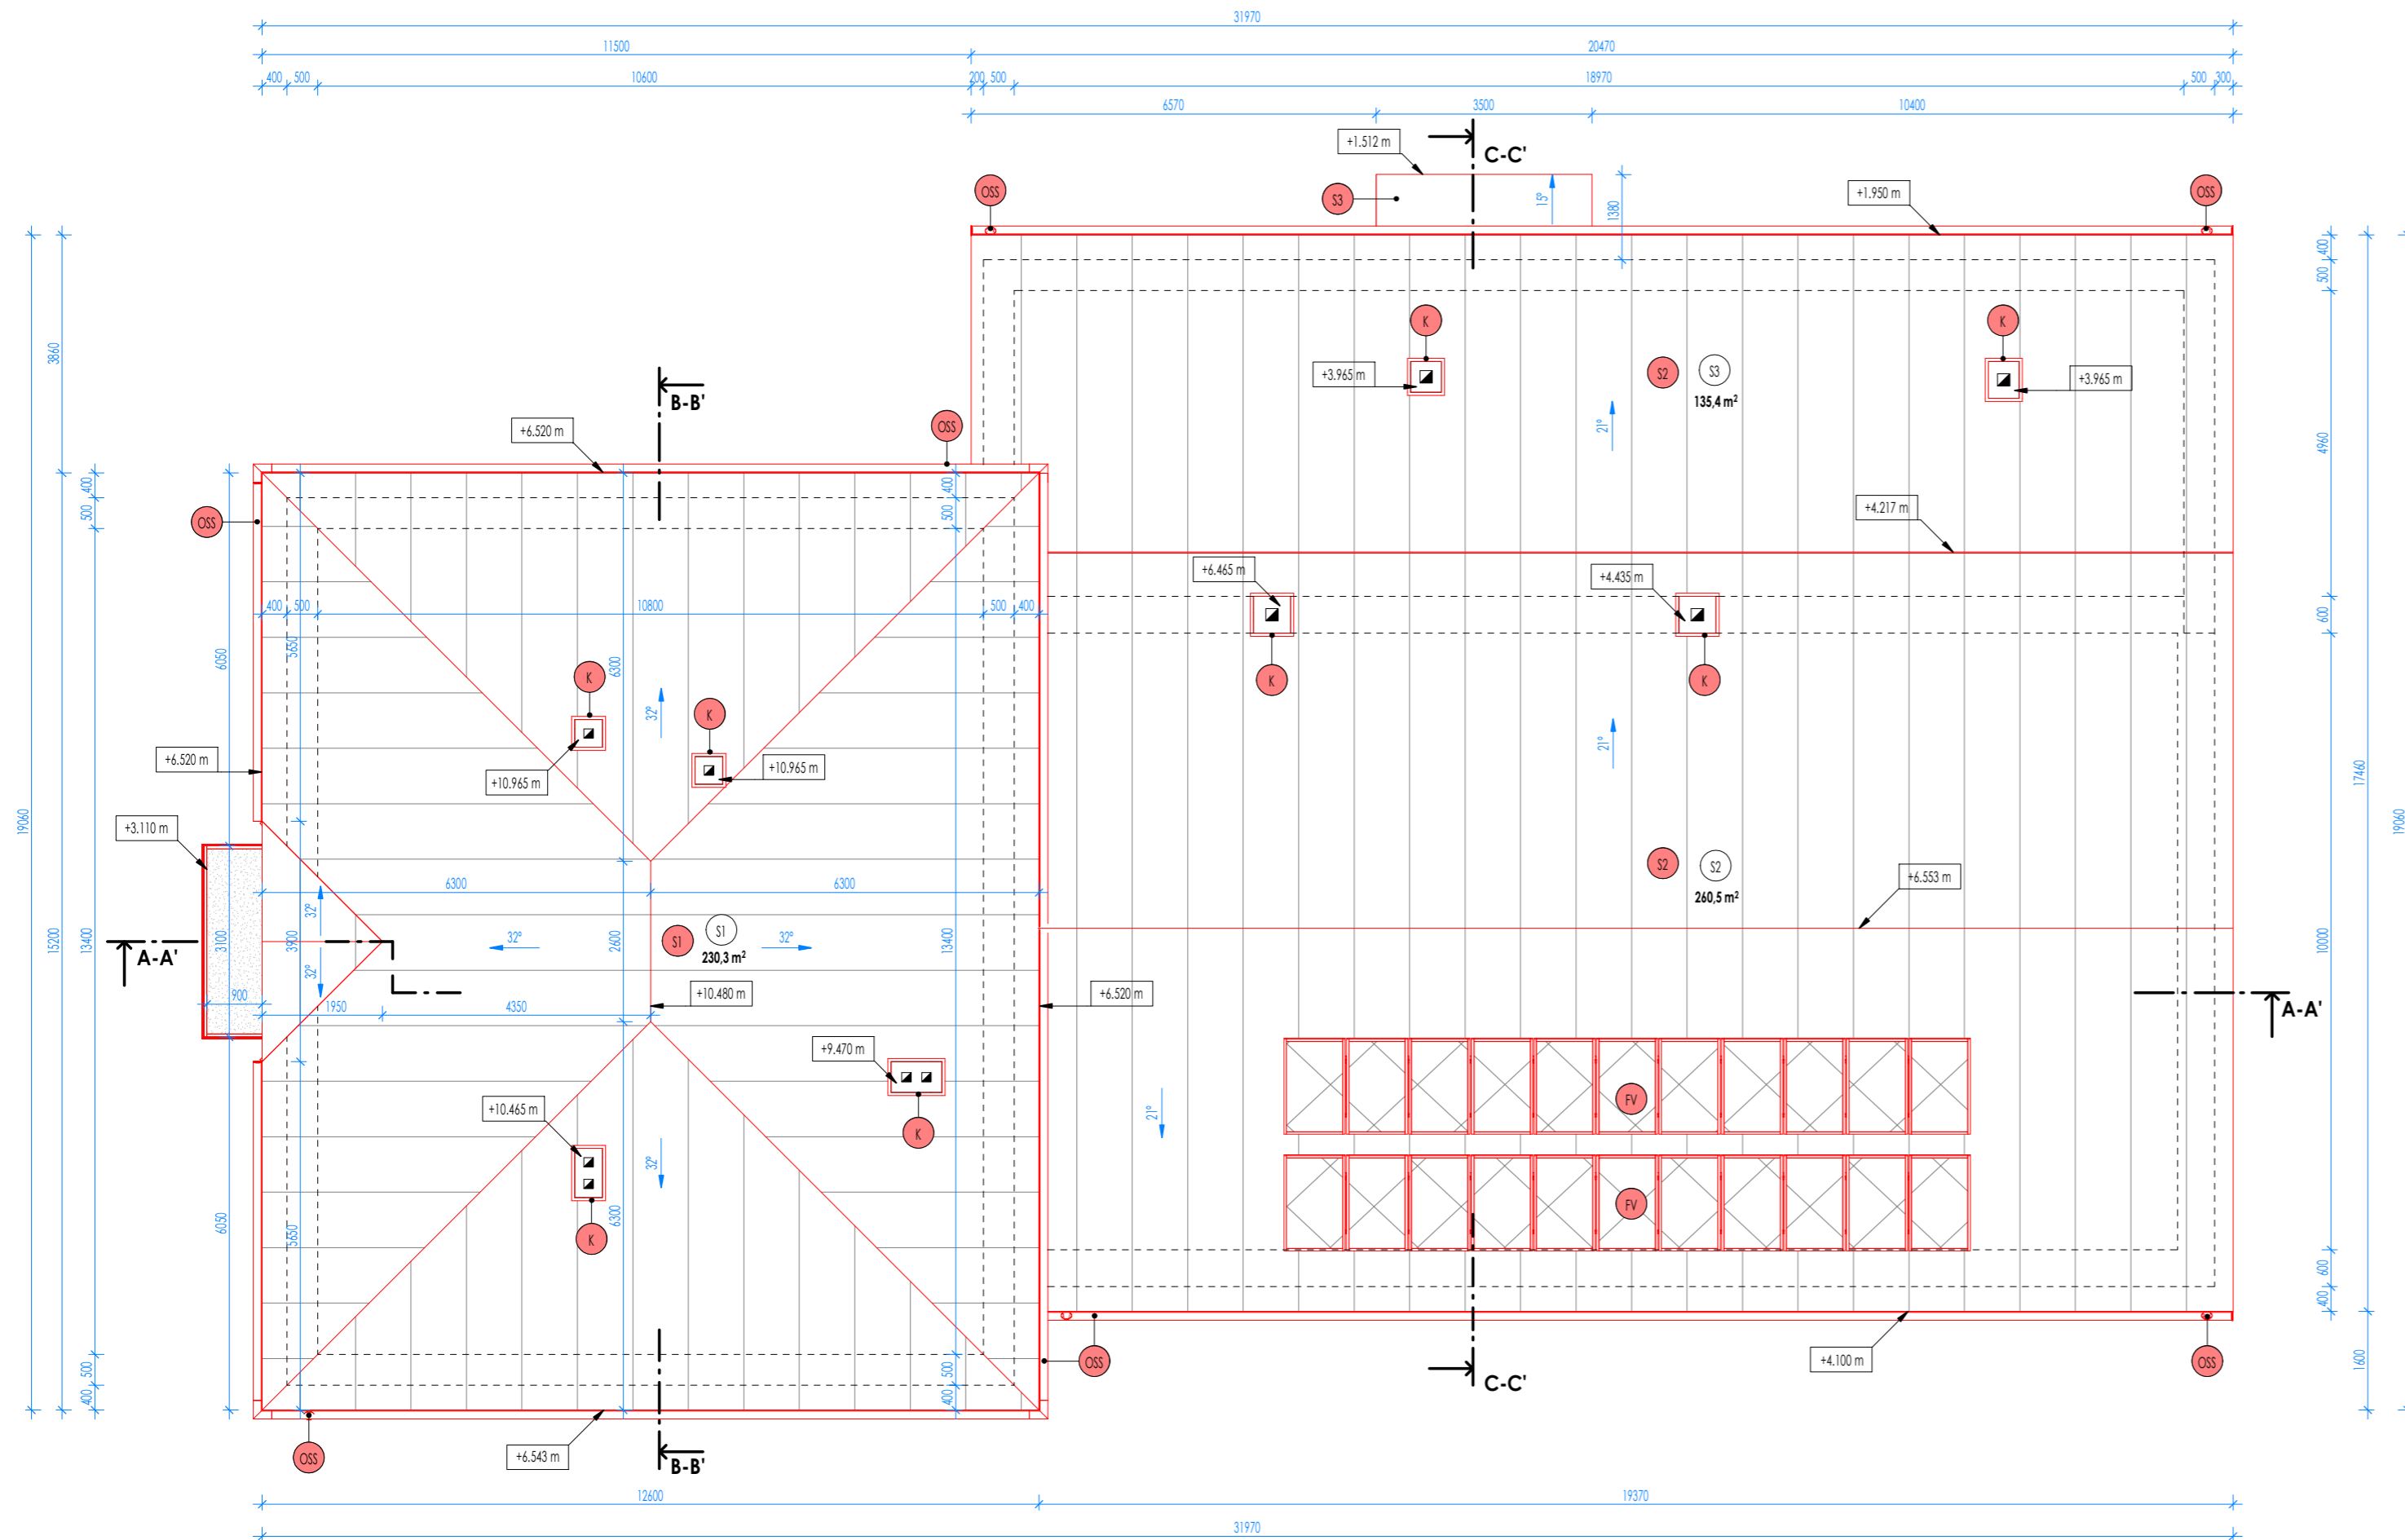 31970
11500 20470
400 500 10600 200 500 18970 500 300
6570 3500 10400
+1.512 m
C-C'
OSS
S3
15°
1380
+1.950 m
OSS
400
500
3860
K
K
+3.965 m
S2 S3
135,4 m²
+3.965 m
B-B'
21°
4960
+6.520 m
OSS
400
500
400
500
OSS
+4.217 m
+6.465 m
+4.435 m
400 500 10800 500 400
600
6050
5650
6300
K
K
K
K
32°
21°
+6.520 m
+10.965 m
+10.965 m
17460
19060
19060
+3.110 m
S2 S2
260,5 m²
+6.553 m
6300 6300
32°
15200
13400
3100
3900
2600
13400
10000
A-A'
32°
S1 S1
230,3 m²
32°
32°
900
1950 4350
+10.480 m
+6.520 m
A-A'
+9.470 m
+10.465 m
K
21°
FV
32°
FV
6050
5650
6300
K
600
400
500
400
500
400
OSS
+4.100 m
OSS
1600
C-C'
OSS
+6.543 m
B-B'
12600 19370
31970